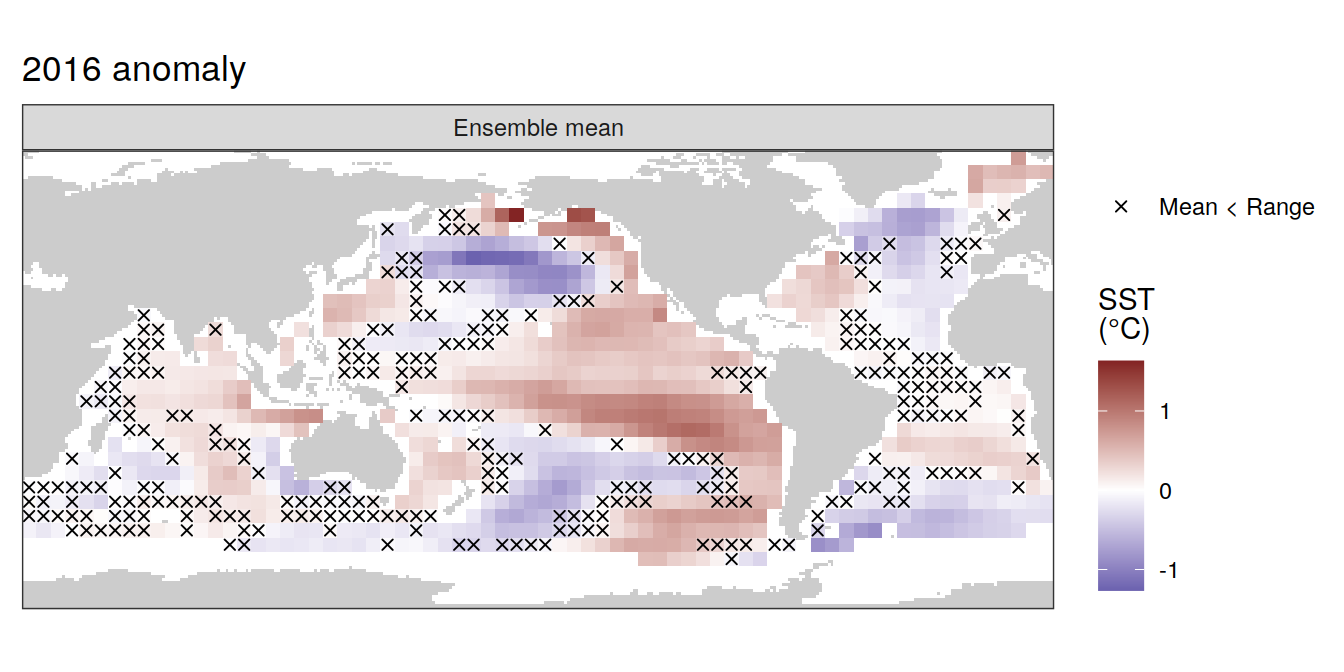 2016 anomaly
Ensemble mean
× Mean < Range
SST
(°C)
1
0
-1